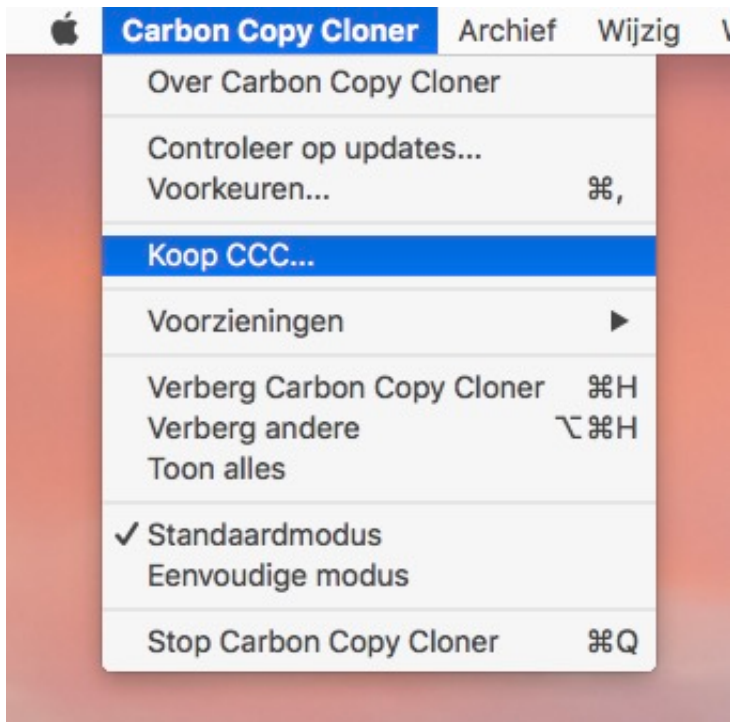 Carbon Copy Cloner Archief Wijzig
Over Carbon Copy Cloner
Controleer op updates...
Voorkeuren... ⌘,
Koop CCC...
Voorzieningen ▶
Verberg Carbon Copy Cloner ⌘H
Verberg andere ⌥⌘H
Toon alles
✓ Standaardmodus
Eenvoudige modus
Stop Carbon Copy Cloner ⌘Q